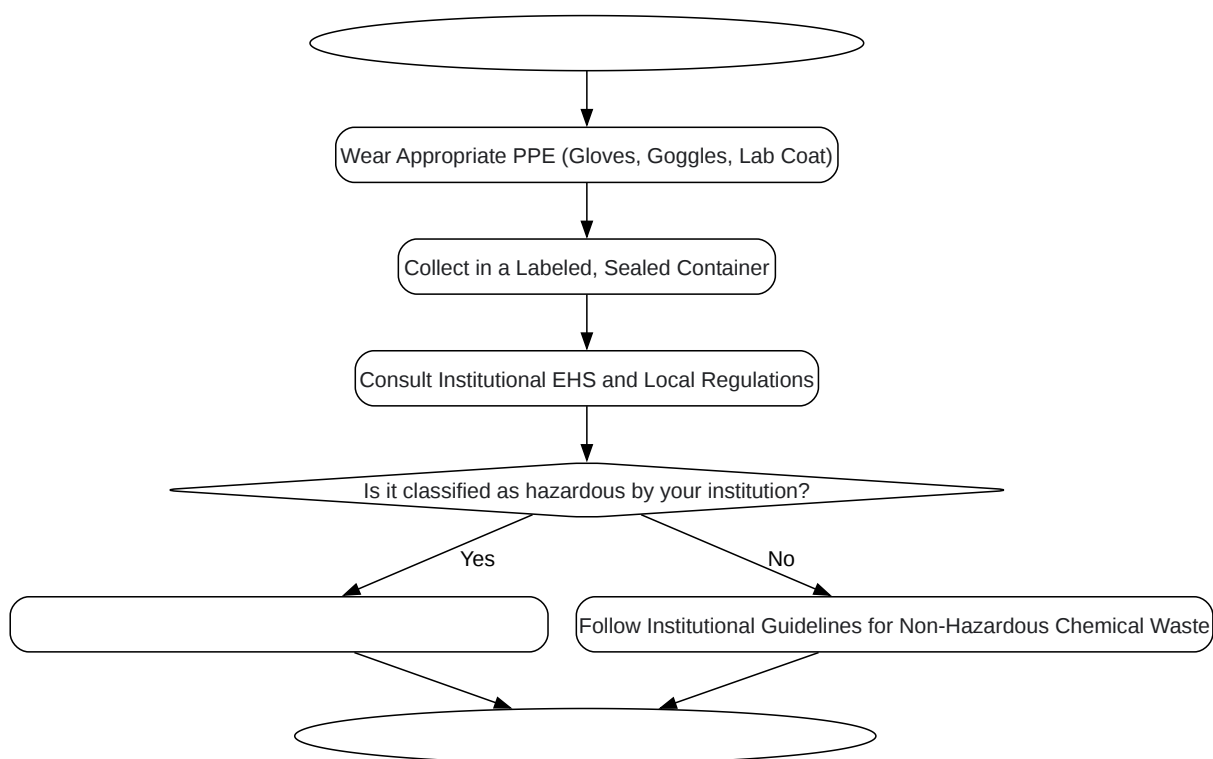 Wear Appropriate PPE (Gloves, Goggles, Lab Coat)
Collect in a Labeled, Sealed Container
Consult Institutional EHS and Local Regulations
Is it classified as hazardous by your institution?
Yes
No
Follow Institutional Guidelines for Non-Hazardous Chemical Waste